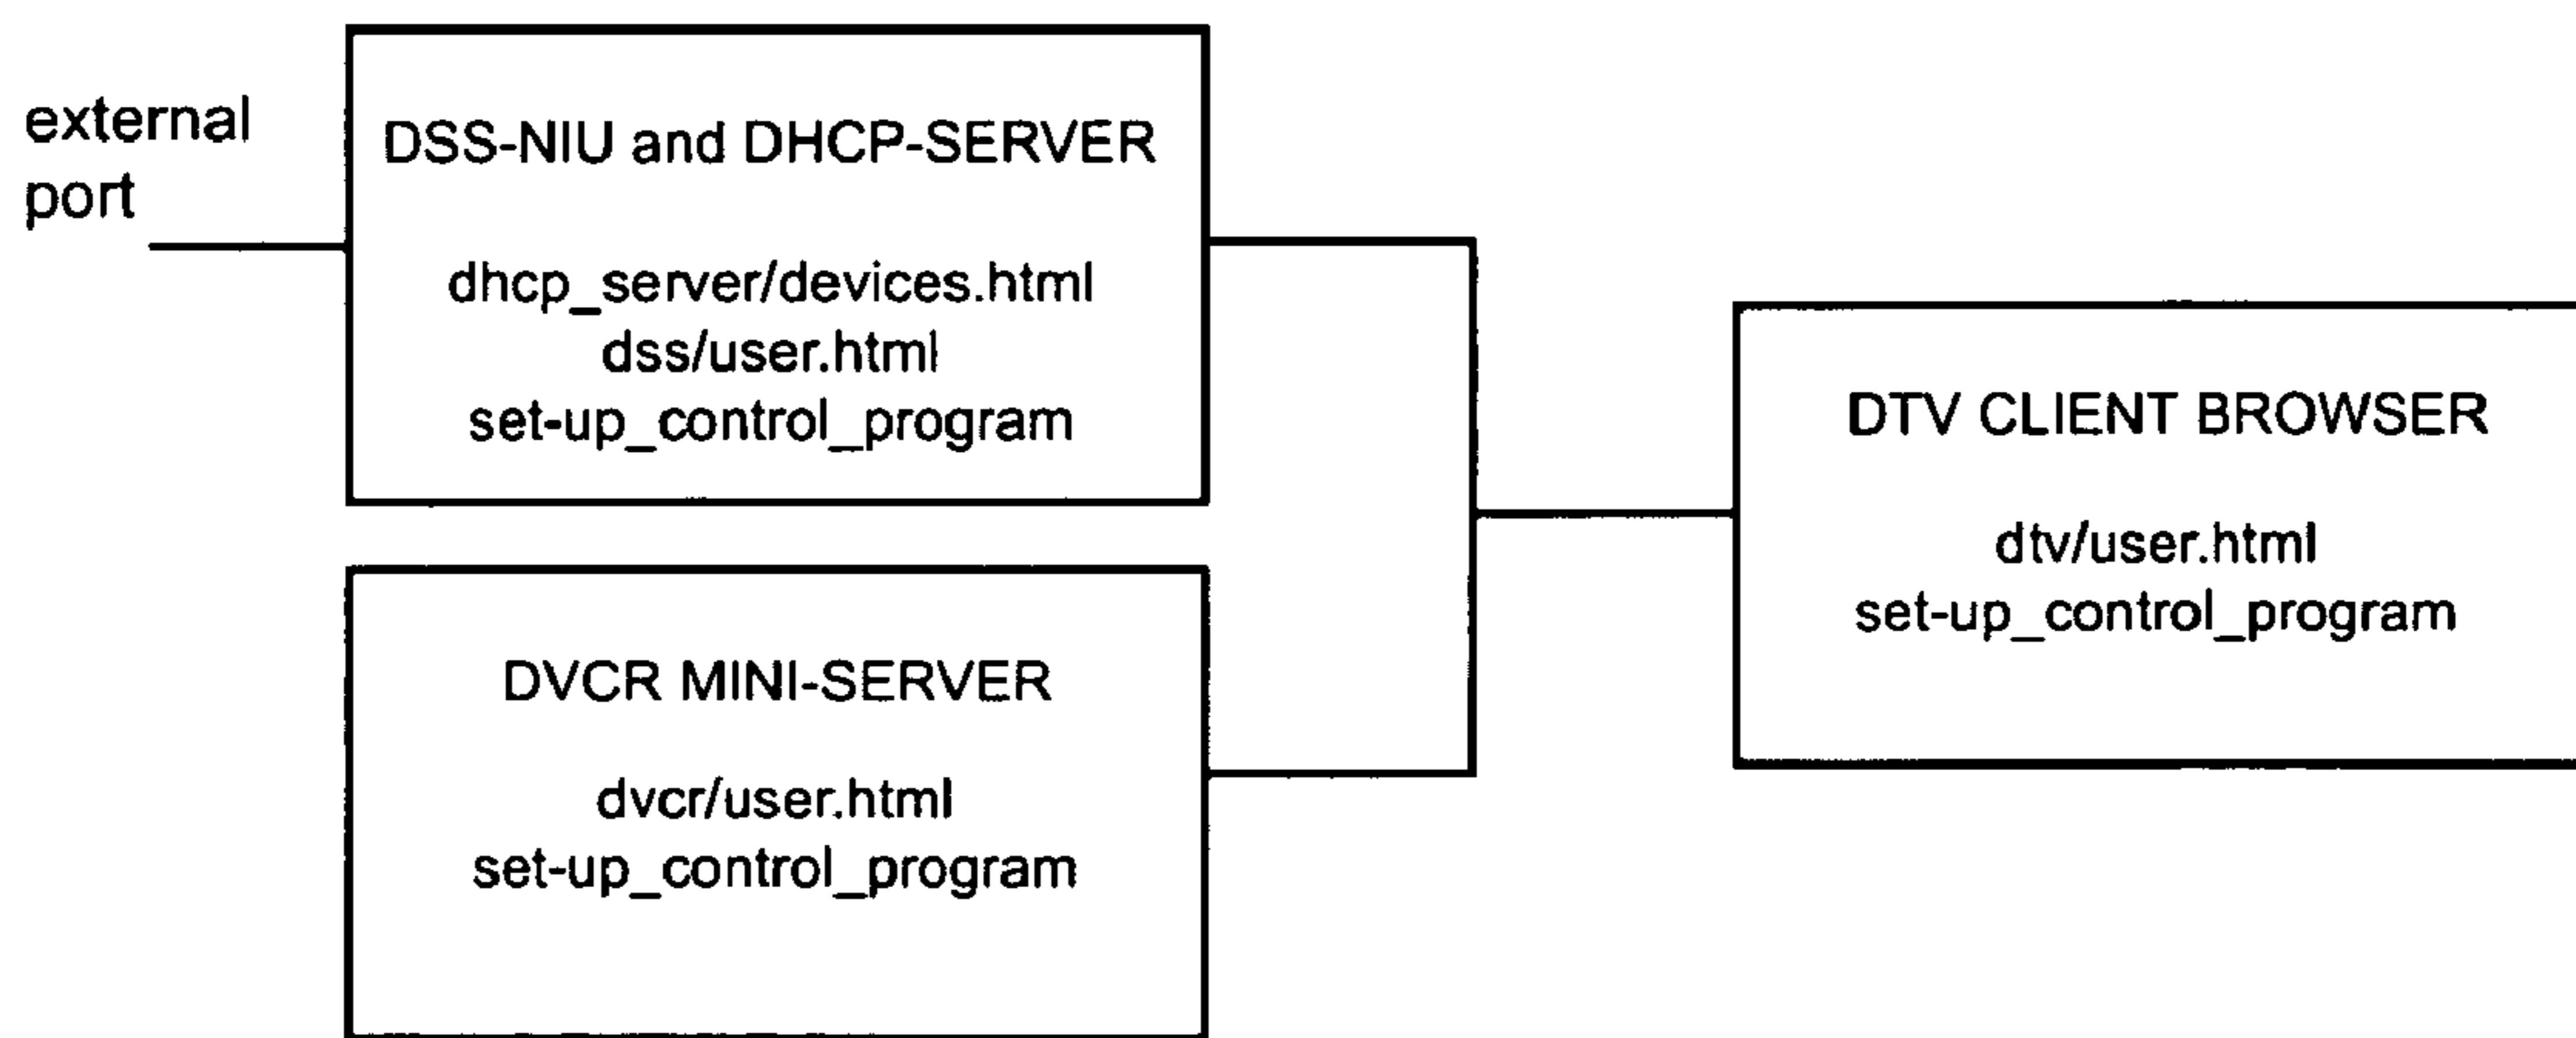 external
port
DSS-NIU and DHCP-SERVER
dhcp_server/devices.html
dss/user.html
set-up_control_program
DVCR MINI-SERVER
dvcr/user.html
set-up_control_program
DTV CLIENT BROWSER
dtv/user.html
set-up_control_program